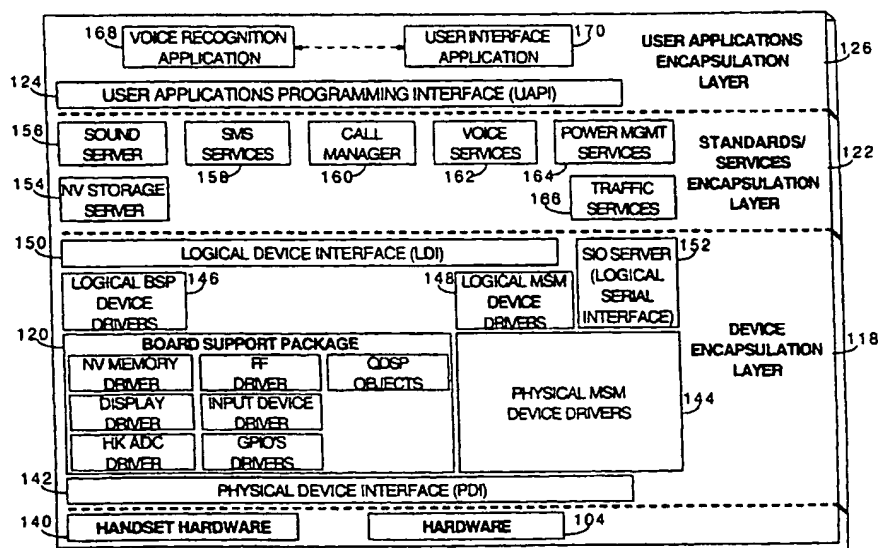 168
VOICE RECOGNITION
APPLICATION
USER INTERFACE
APPLICATION
170
USER APPLICATIONS
ENCAPSULATION
LAYER
126
124
USER APPLICATIONS PROGRAMMING INTERFACE (UAPI)
156
SOUND
SERVER
SMS
SERVICES
158
CALL
MANAGER
160
VOICE
SERVICES
162
POWER MGMT
SERVICES
164
STANDARDS/
SERVICES
ENCAPSULATION
LAYER
122
154
NV STORAGE
SERVER
166
TRAFFIC
SERVICES
150
LOGICAL DEVICE INTERFACE (LDI)
152
SIO SERVER
(LOGICAL
SERIAL
INTERFACE)
LOGICAL BSP
DEVICE
DRIVERS
146
148
LOGICAL MSM
DEVICE
DRIVERS
120
BOARD SUPPORT PACKAGE
NV MEMORY
DRIVER
FF
DRIVER
QDSP
OBJECTS
DISPLAY
DRIVER
INPUT DEVICE
DRIVER
HK ADC
DRIVER
GPIO'S
DRIVERS
PHYSICAL MSM
DEVICE DRIVERS
144
DEVICE
ENCAPSULATION
LAYER
118
142
PHYSICAL DEVICE INTERFACE (PDI)
140
HANDSET HARDWARE
HARDWARE
104